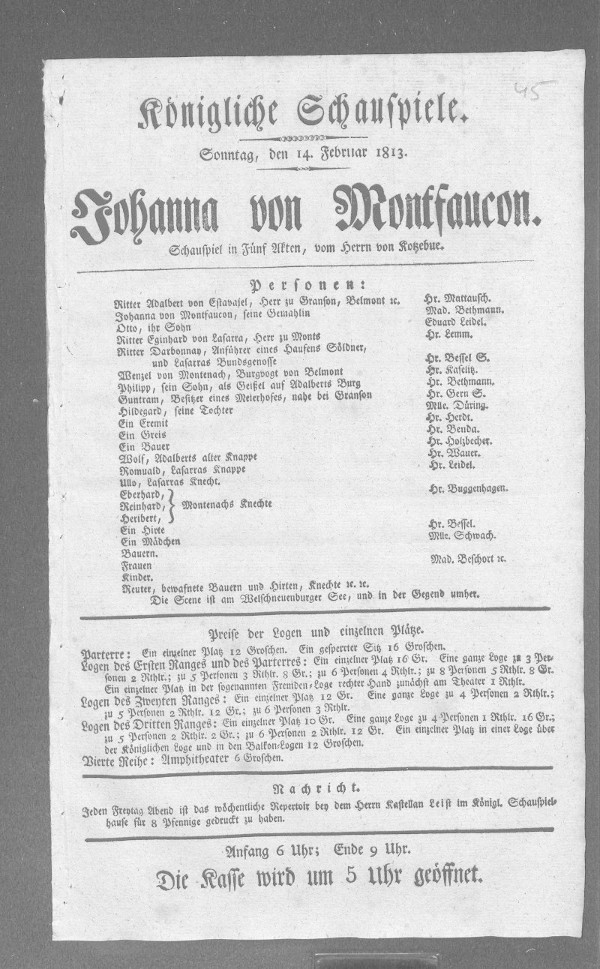 45
Königliche Schauspiele.
Sonntag, den 14. Februar 1813.
Johanna von Montfaucon.
Schauspiel in Fünf Akten, vom Herrn von Kotzebue.
Personen:
Ritter Adalbert von Estavajel, Herr zu Granson, Belmont ꝛc. Hr. Mattausch.
Johanna von Montfaucon, seine Gemahlin Mad. Bethmann.
Otto, ihr Sohn Eduard Leidel.
Ritter Eginhard von Lasarra, Herr zu Monts Hr. Lemm.
Ritter Darbonnay, Anführer eines Haufens Söldner,
und Lasarras Bundsgenosse Hr. Bessel S.
Wenzel von Montenach, Burgvogt von Belmont Hr. Kaselitz.
Philipp, sein Sohn, als Geißel auf Adalberts Burg Hr. Bethmann.
Guntram, Besitzer eines Meierhofes, nahe bei Granson Hr. Gern S.
Hildegard, seine Tochter Mlle. Düring.
Ein Eremit Hr. Herdt.
Ein Greis Hr. Benda.
Ein Bauer Hr. Holzbecher.
Wolf, Adalberts alter Knappe Hr. Wauer.
Romuald, Lasarras Knappe Hr. Leidel.
Ullo, Lasarras Knecht.
Eberhard,
Reinhard, Montenachs Knechte Hr. Buggenhagen.
Heribert,
Ein Hirte Hr. Bessel.
Ein Mädchen Mlle. Schwach.
Bauern.
Frauen Mad. Beschort ꝛc.
Kinder.
Reuter, bewafnete Bauern und Hirten, Knechte ꝛc. ꝛc.
Die Scene ist am Welschneuenburger See, und in der Gegend umher.
Preise der Logen und einzelnen Plätze.
Parterre: Ein einzelner Platz 12 Groschen. Ein gesperrter Sitz 16 Groschen.
Logen des Ersten Ranges und des Parterres: Ein einzelner Platz 16 Gr. Eine ganze Loge zu 3 Per-
sonen 2 Rthlr.; zu 5 Personen 3 Rthlr. 8 Gr.; zu 6 Personen 4 Rthlr.; zu 8 Personen 5 Rthlr. 8 Gr.
Ein einzelner Platz in der sogenannten Fremden-Loge rechter Hand zunächst am Theater 1 Rthlr.
Logen des Zweyten Ranges: Ein einzelner Platz 12 Gr. Eine ganze Loge zu 4 Personen 2 Rthlr.;
zu 5 Personen 2 Rthlr. 12 Gr.; zu 6 Personen 3 Rthlr.
Logen des Dritten Ranges: Ein einzelner Platz 10 Gr. Eine ganze Loge zu 4 Personen 1 Rthlr. 16 Gr.;
zu 5 Personen 2 Rthlr. 2 Gr.; zu 6 Personen 2 Rthlr. 12 Gr. Ein einzelner Platz in einer Loge über
der Königlichen Loge und in den Balkon-Logen 12 Groschen.
Vierte Reihe: Amphitheater 6 Groschen.
Nachricht.
Jeden Freytag Abend ist das wöchentliche Repertoir bey dem Herrn Kastellan Leist im Königl. Schauspiel-
hause für 8 Pfennige gedruckt zu haben.
Anfang 6 Uhr; Ende 9 Uhr.
Die Kasse wird um 5 Uhr geöffnet.